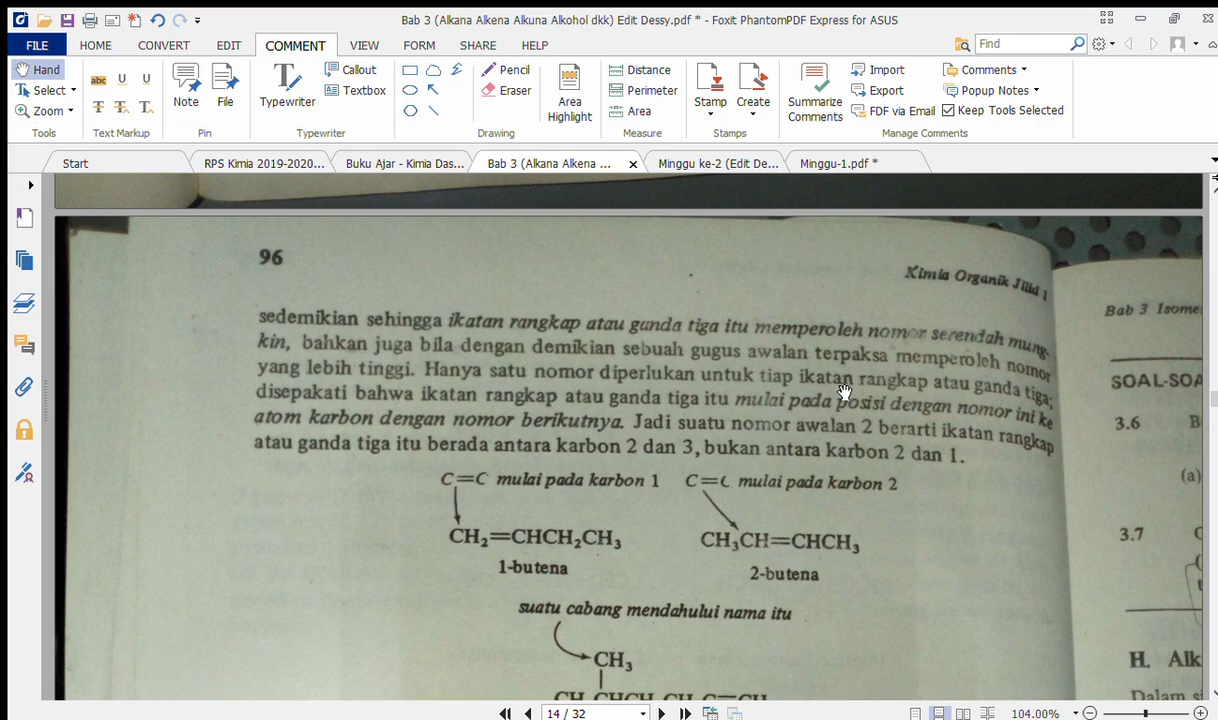 Bab 3 (Alkana Alkena Alkuna Alkohol dkk) Edit Dessy.pdf * - Foxit PhantomPDF Express for ASUS
FILE HOME CONVERT EDIT COMMENT VIEW FORM SHARE HELP Find
Hand Select Zoom Tools
abc U U T T T Text Markup
Note File Pin
Typewriter Callout Textbox Typewriter
Pencil Eraser Area Highlight Drawing
Distance Perimeter Area Measure
Stamp Create Stamps
Summarize Comments Import Export FDF via Email Comments Popup Notes Keep Tools Selected Manage Comments
Start RPS Kimia 2019-2020... Buku Ajar - Kimia Das... Bab 3 (Alkana Alkena ... Minggu ke-2 (Edit De... Minggu-1.pdf *
96
Kimia Organik Jilid 1
sedemikian sehingga ikatan rangkap atau ganda tiga itu memperoleh nomor serendah mung-
kin, bahkan juga bila dengan demikian sebuah gugus awalan terpaksa memperoleh nomor
yang lebih tinggi. Hanya satu nomor diperlukan untuk tiap ikatan rangkap atau ganda tiga;
disepakati bahwa ikatan rangkap atau ganda tiga itu mulai pada posisi dengan nomor ini ke
atom karbon dengan nomor berikutnya. Jadi suatu nomor awalan 2 berarti ikatan rangkap
atau ganda tiga itu berada antara karbon 2 dan 3, bukan antara karbon 2 dan 1.
C=C mulai pada karbon 1 C=C mulai pada karbon 2
CH₂=CHCH₂CH₃ CH₃CH=CHCH₃
1-butena 2-butena
suatu cabang mendahului nama itu
CH₃
Bab 3 Isome
SOAL-SOA
3.6 B
(a)
3.7
H. Alk
Dalam si
14 / 32 104.00%